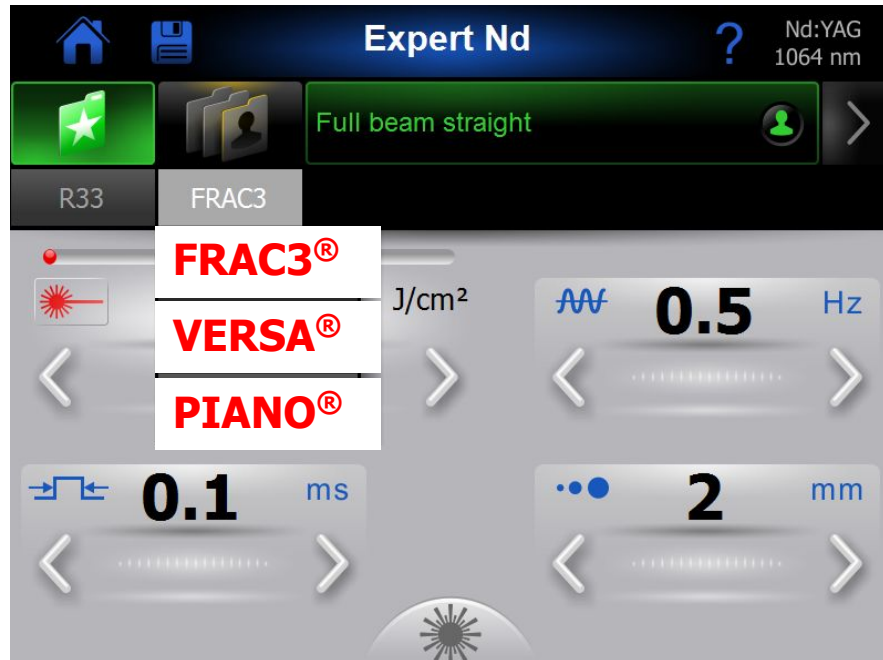 Expert Nd
?
Nd:YAG
1064 nm
Full beam straight
R33
FRAC3
FRAC3®
VERSA®
PIANO®
J/cm²
0.5 Hz
0.1 ms
2 mm